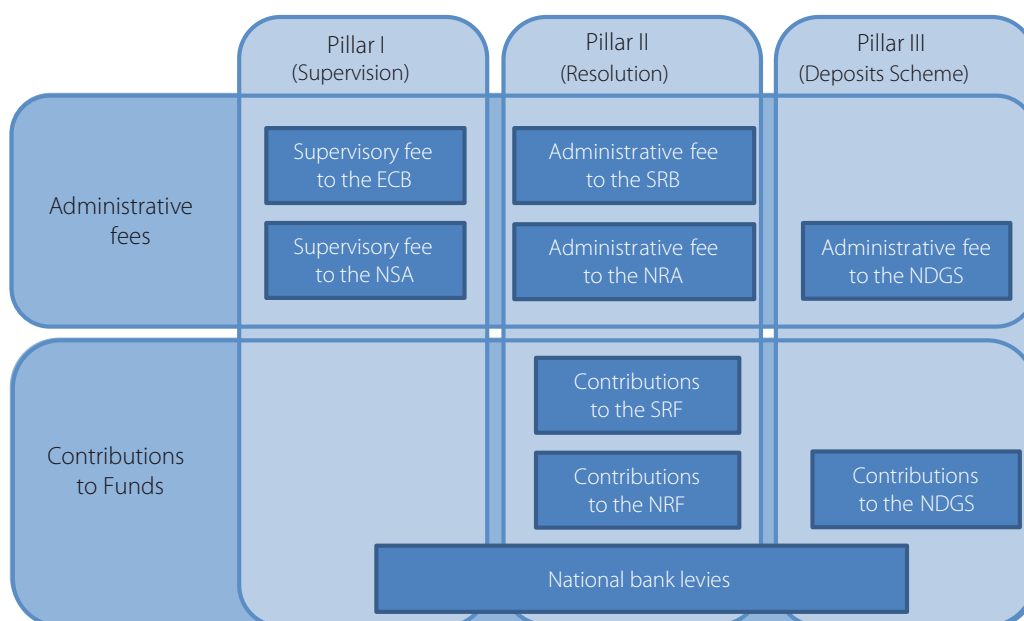 Pillar I
(Supervision)
Pillar II
(Resolution)
Pillar III
(Deposits Scheme)
Administrative
fees
Supervisory fee
to the ECB
Administrative fee
to the SRB
Supervisory fee
to the NSA
Administrative fee
to the NRA
Administrative fee
to the NDGS
Contributions
to Funds
Contributions
to the SRF
Contributions
to the NRF
Contributions
to the NDGS
National bank levies